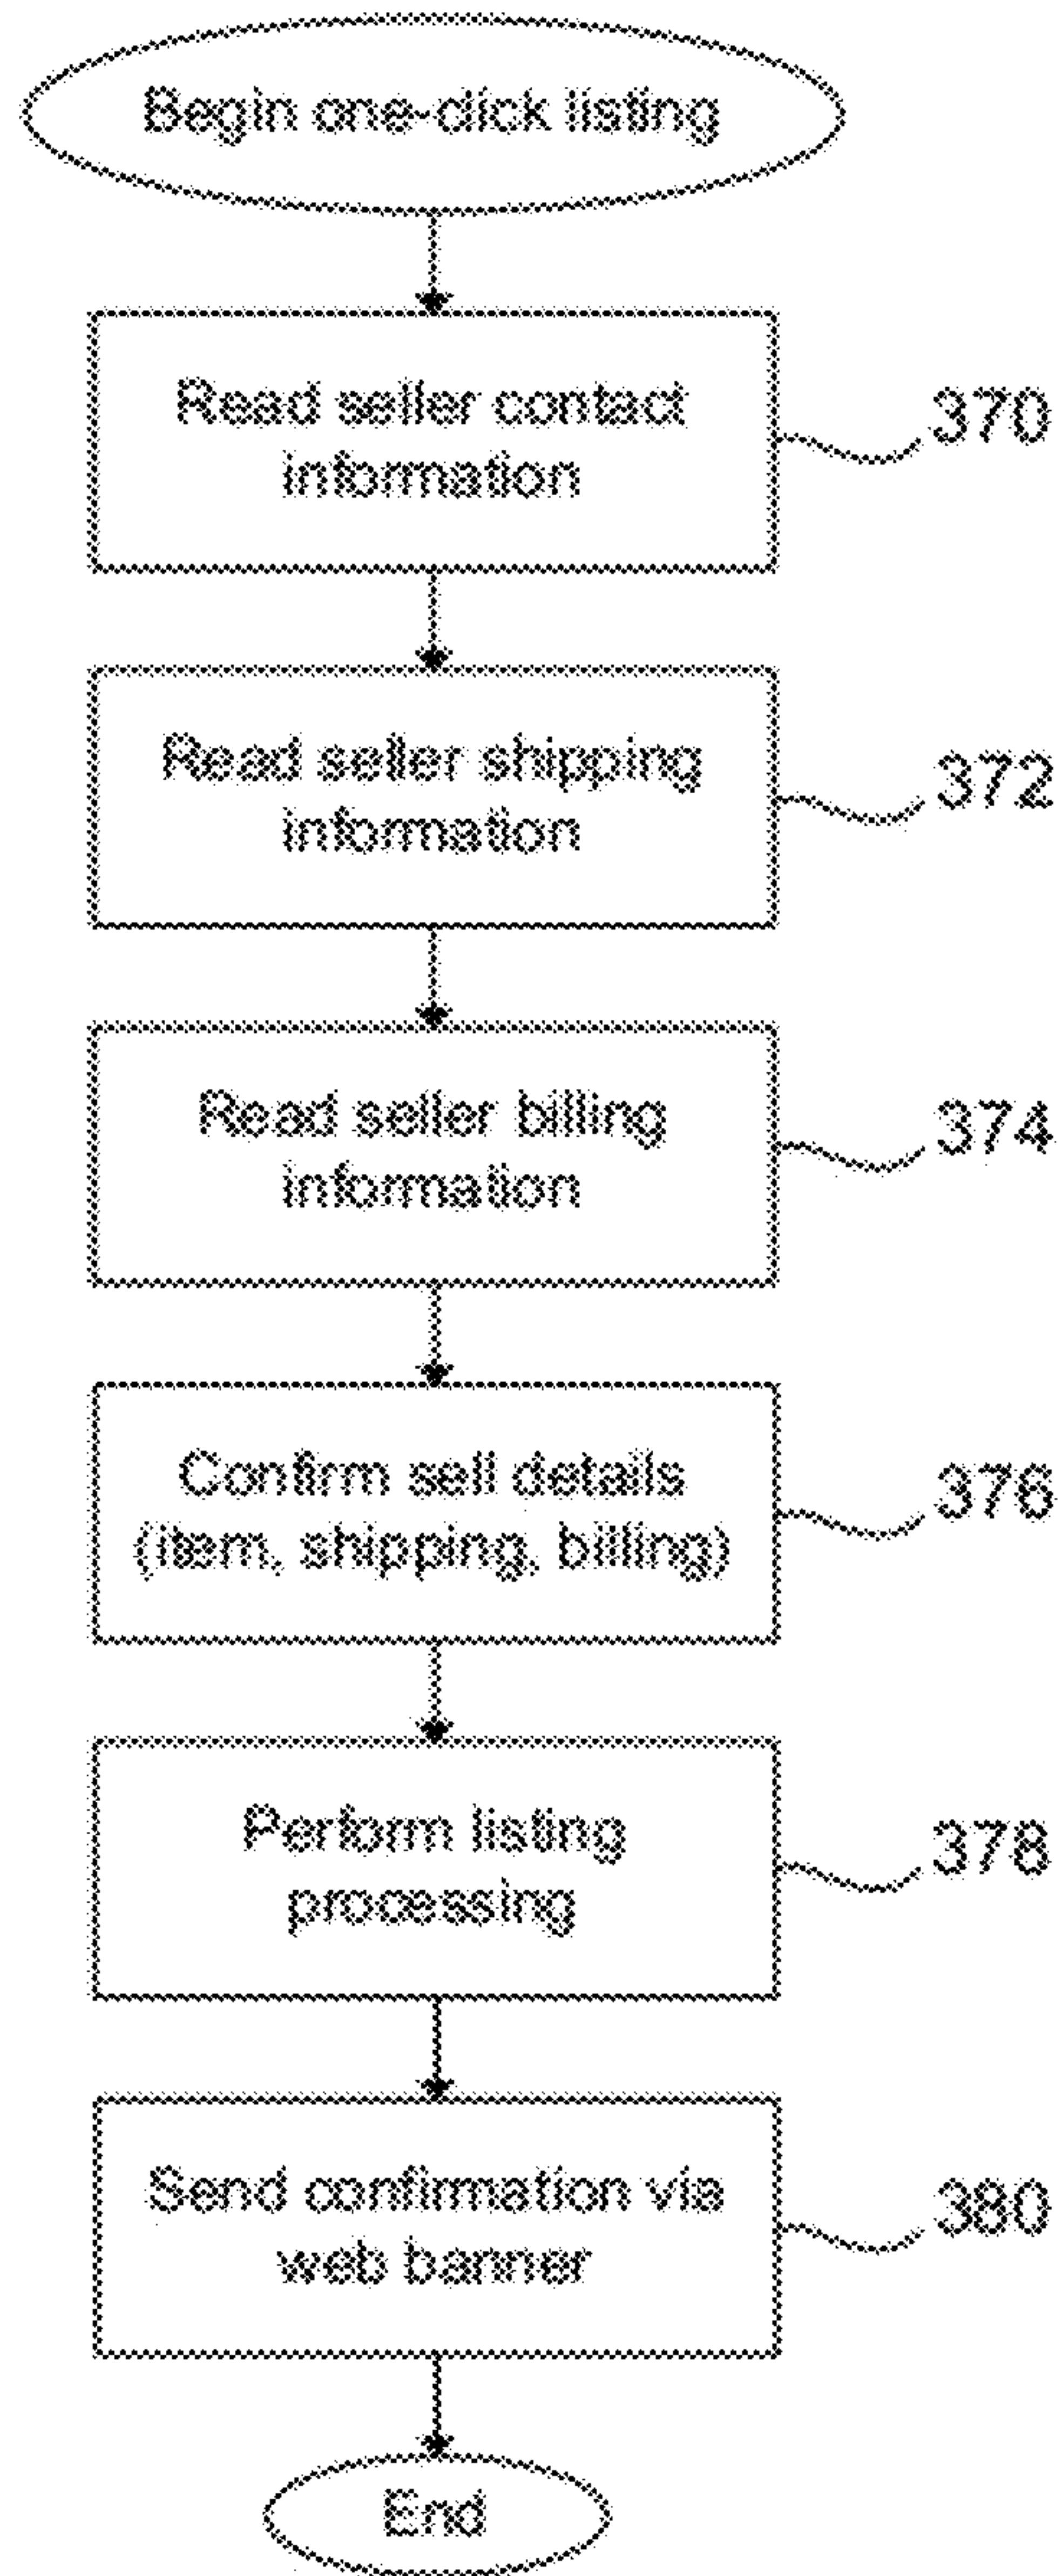 Begin one-click listing
Read seller contact
information
370
Read seller shipping
information
372
Read seller billing
information
374
Confirm sell details
(item, shipping, billing)
376
Perform listing
processing
378
Send confirmation via
web banner
380
End